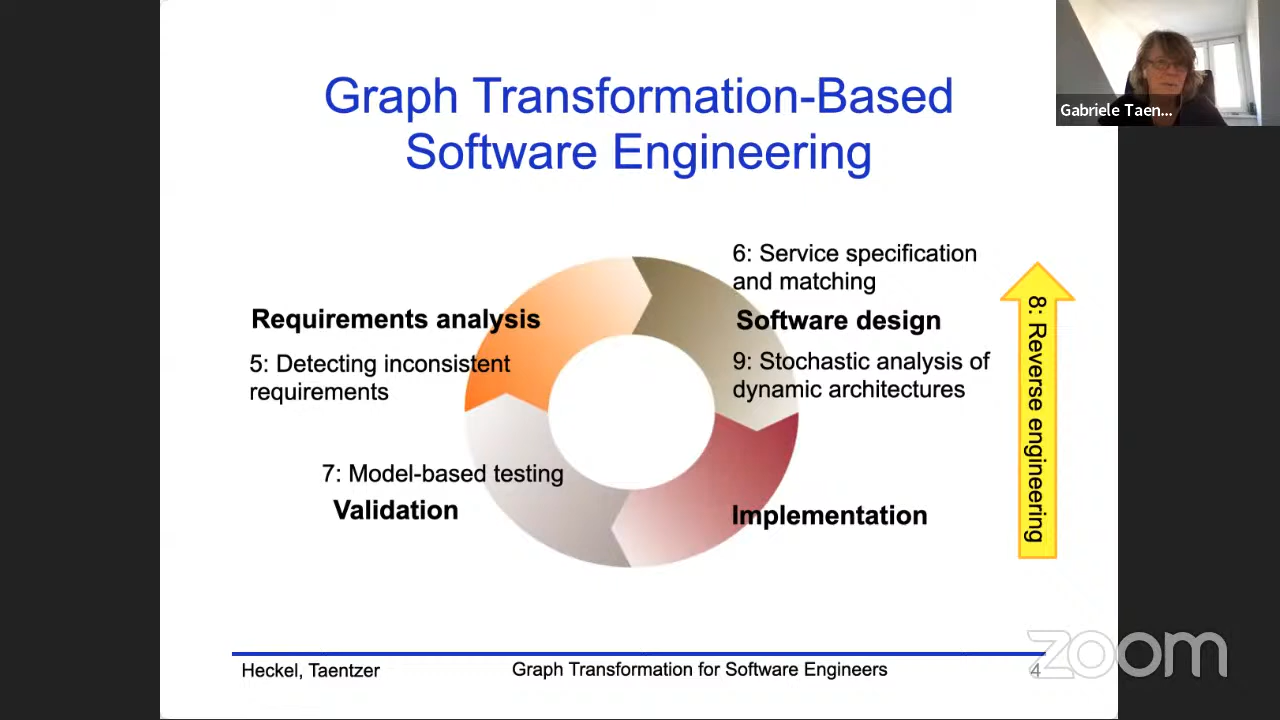 Graph Transformation-Based
Software Engineering
Gabriele Taen...
6: Service specification
and matching
Requirements analysis
Software design
5: Detecting inconsistent
requirements
9: Stochastic analysis of
dynamic architectures
8: Reverse engineering
7: Model-based testing
Validation
Implementation
Heckel, Taentzer
Graph Transformation for Software Engineers
4
zoom